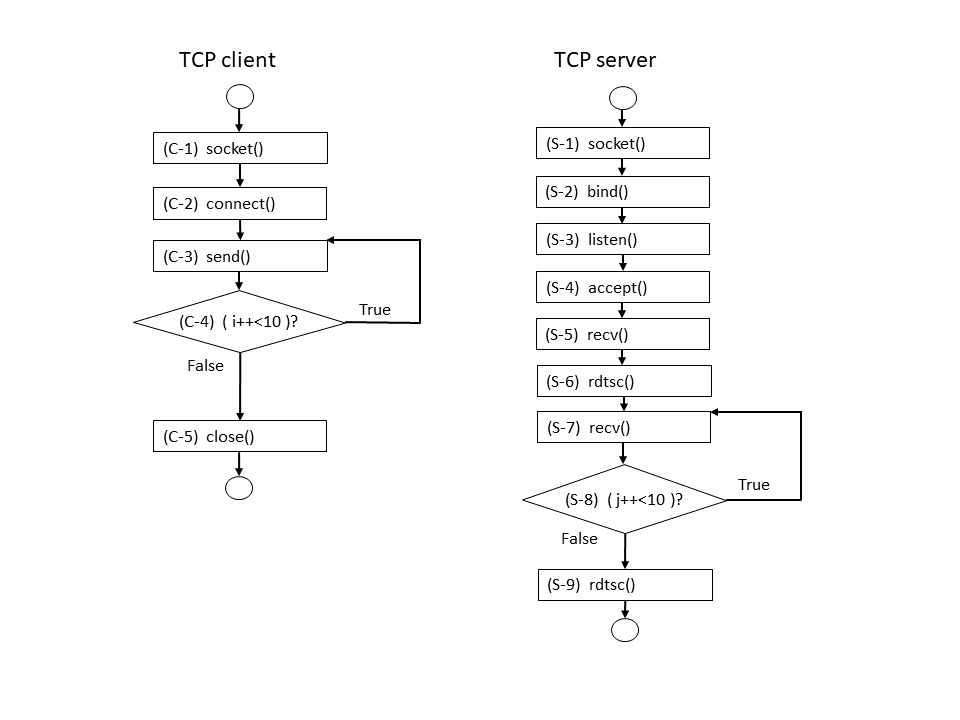 TCP client
(C-1) socket()
(C-2) connect()
(C-3) send()
(C-4) ( i++<10 )?
True
False
(C-5) close()
TCP server
(S-1) socket()
(S-2) bind()
(S-3) listen()
(S-4) accept()
(S-5) recv()
(S-6) rdtsc()
(S-7) recv()
(S-8) ( j++<10 )?
True
False
(S-9) rdtsc()